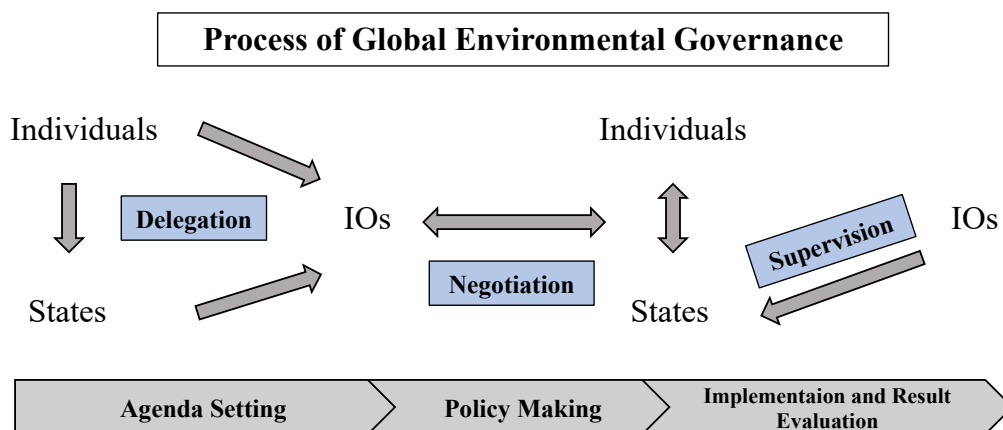 Process of Global Environmental Governance
Individuals
Individuals
Delegation
IOs
IOs
Supervision
Negotiation
States
States
Agenda Setting
Policy Making
Implementaion and Result
Evaluation